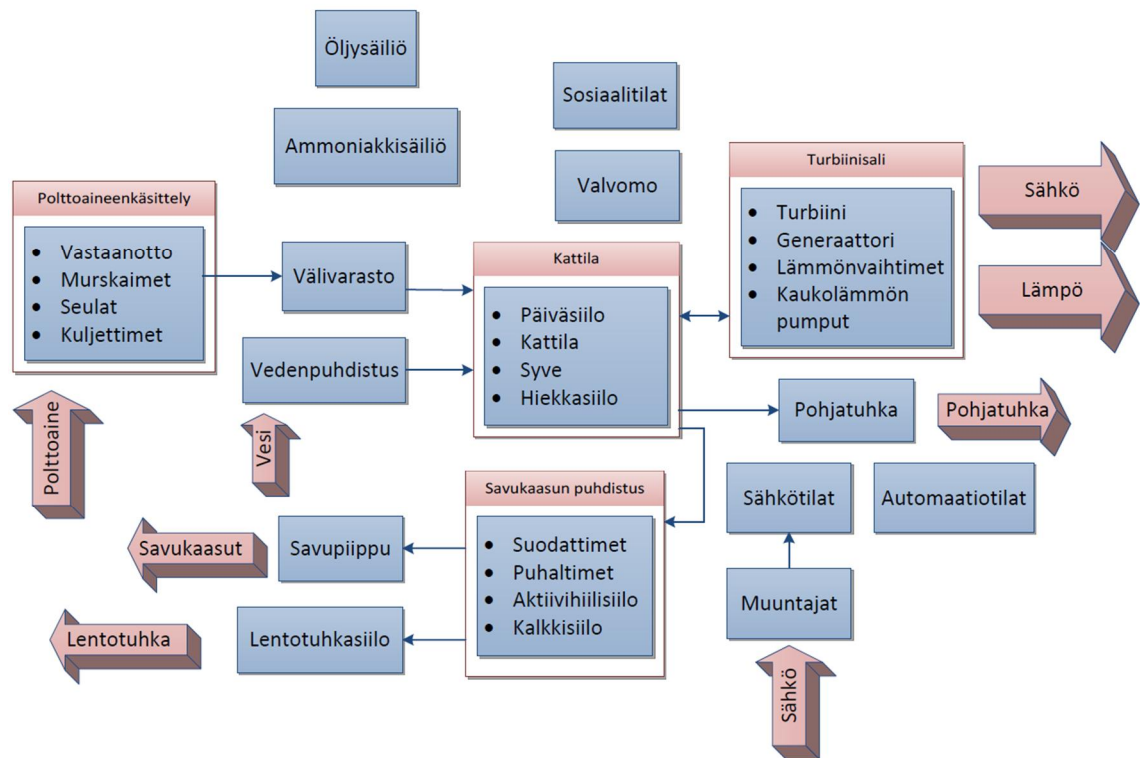 Öljysäiliö
Ammoniakkisäiliö
Sosiaalitilat
Valvomo
Polttoaineenkäsittely
• Vastaanotto
• Murskaimet
• Seulat
• Kuljettimet
Välivarasto
Vedenpuhdistus
Kattila
• Päiväsiilo
• Kattila
• Syve
• Hiekkasiilo
Turbiinisali
• Turbiini
• Generaattori
• Lämmönvaihtimet
• Kaukolämmön
pumput
Sähkö
Lämpö
Polttoaine
Vesi
Pohjatuhka
Pohjatuhka
Savukaasun puhdistus
• Suodattimet
• Puhaltimet
• Aktiivihiilisiilo
• Kalkkisiilo
Sähkötilat
Automaatiotilat
Savukaasut
Savupiippu
Muuntajat
Lentotuhka
Lentotuhkasiilo
Sähkö